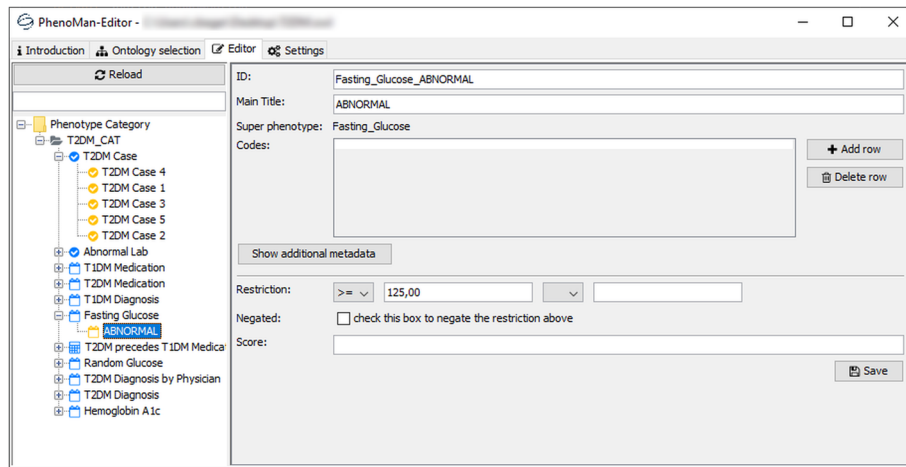 PhenoMan-Editor -
Introduction Ontology selection Editor Settings
Reload
Phenotype Category
T2DM_CAT
T2DM Case
T2DM Case 4
T2DM Case 1
T2DM Case 3
T2DM Case 5
T2DM Case 2
Abnormal Lab
T1DM Medication
T2DM Medication
T1DM Diagnosis
Fasting Glucose
ABNORMAL
T2DM precedes T1DM Medica
Random Glucose
T2DM Diagnosis by Physician
T2DM Diagnosis
Hemoglobin A1c
ID: Fasting_Glucose_ABNORMAL
Main Title: ABNORMAL
Super phenotype: Fasting_Glucose
Codes:
Add row
Delete row
Show additional metadata
Restriction: >= 125,00
Negated: check this box to negate the restriction above
Score:
Save